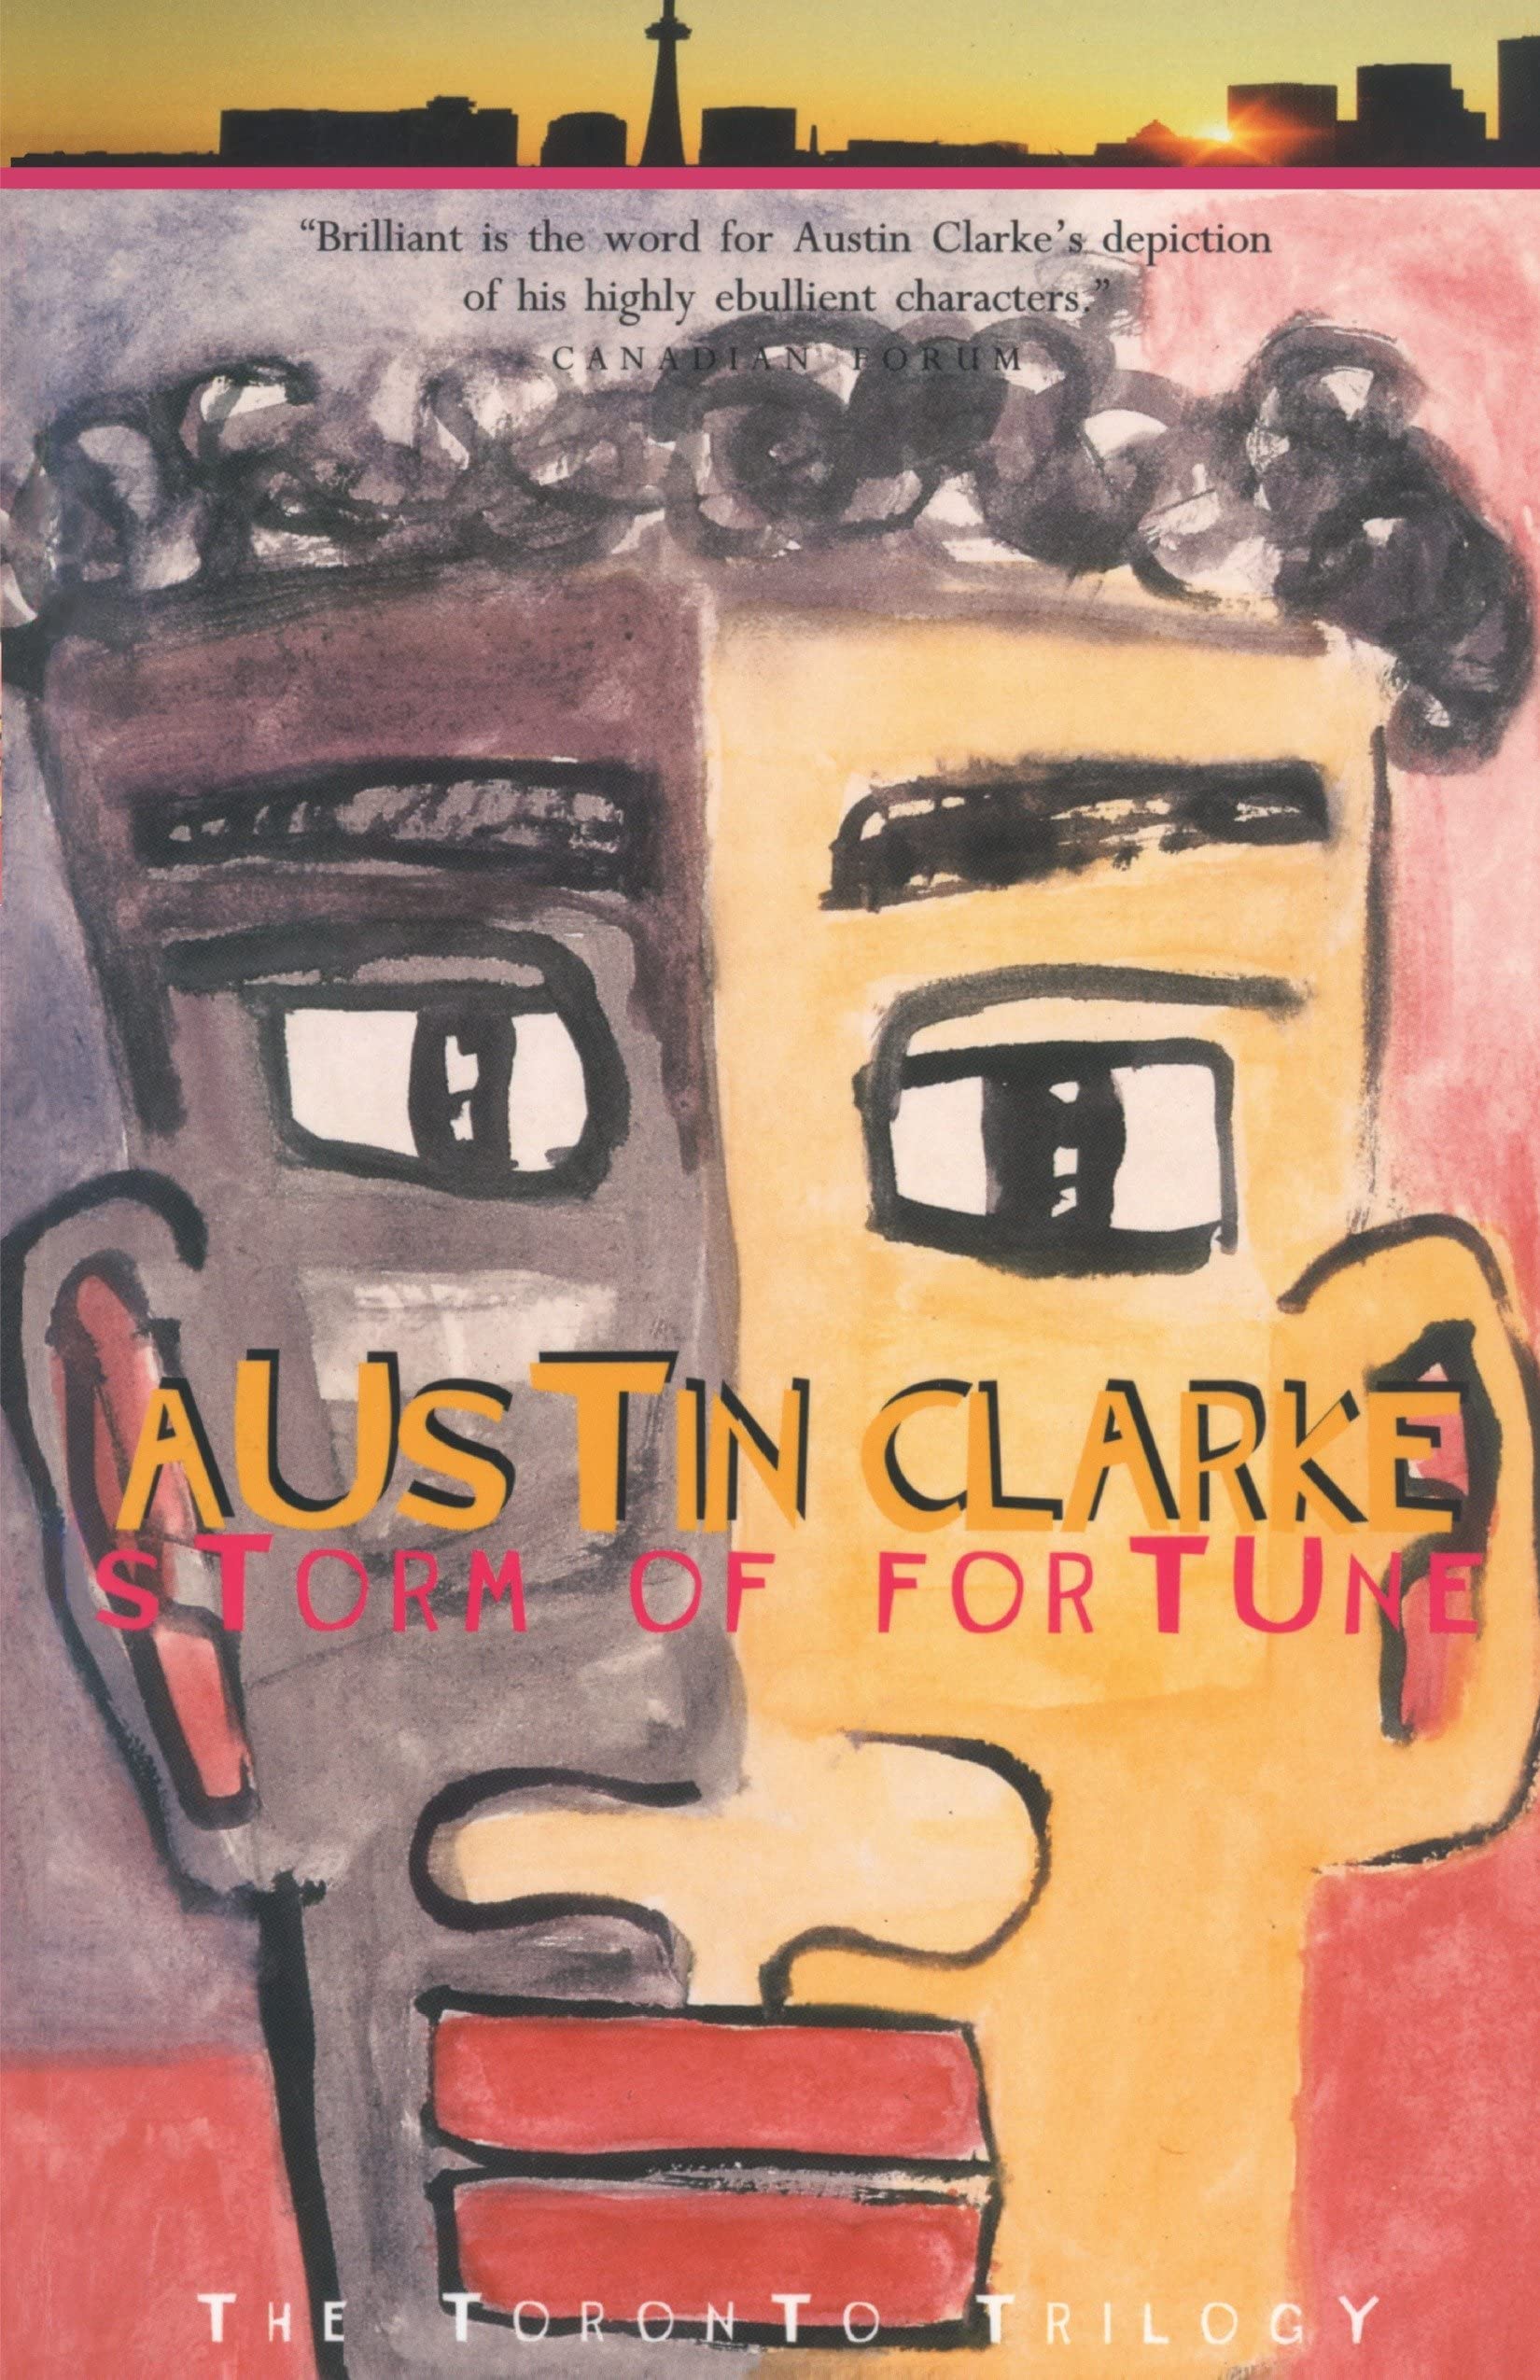 “Brilliant is the word for Austin Clarke’s depiction
of his highly ebullient characters.”
CANADIAN FORUM
AUSTIN CLARKE
STORM OF FORTUNE
THE TORONTO TRILOGY